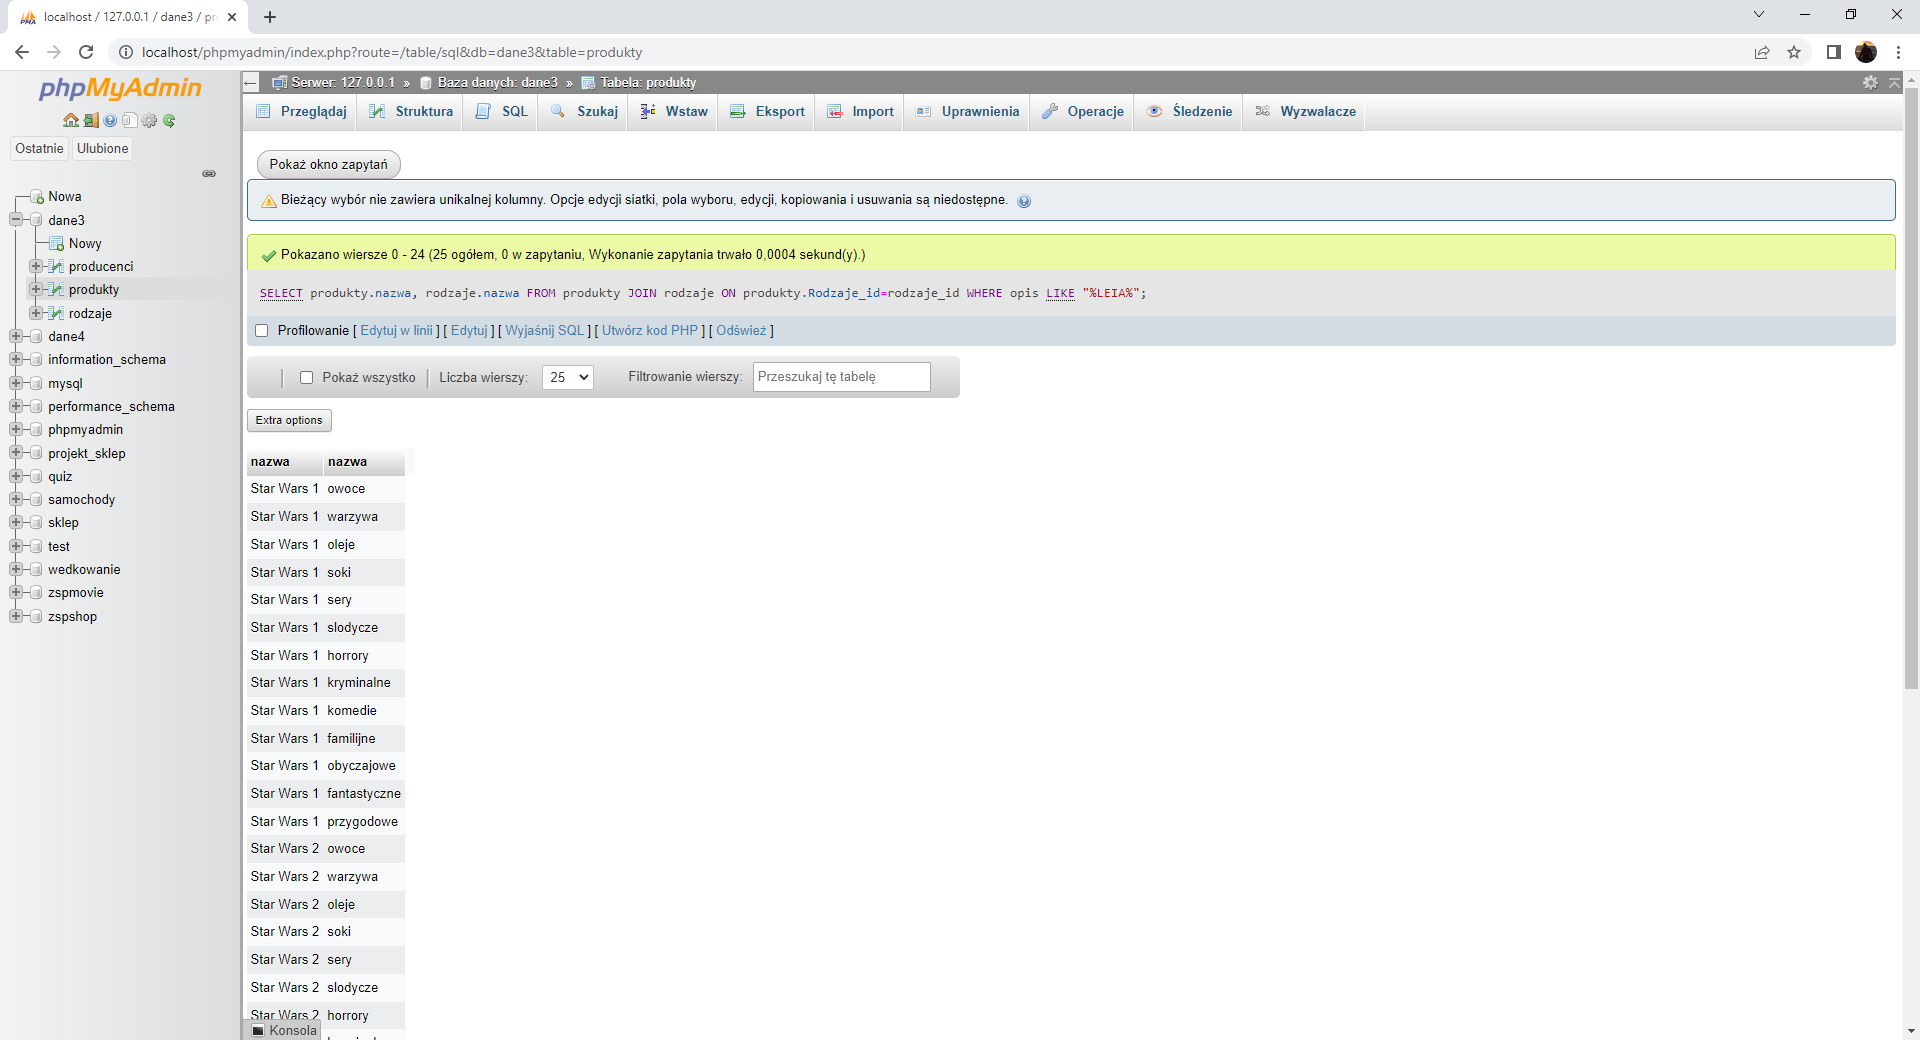 localhost / 127.0.0.1 / dane3 / pr
localhost/phpmyadmin/index.php?route=/table/sql&db=dane3&table=produkty
phpMyAdmin
Ostatnie
Ulubione
Nowa
dane3
Nowy
producenci
produkty
rodzaje
dane4
information_schema
mysql
performance_schema
phpmyadmin
projekt_sklep
quiz
samochody
sklep
test
wedkowanie
zspmovie
zspshop
Serwer: 127.0.0.1 » Baza danych: dane3 » Tabela: produkty
Przeglądaj Struktura SQL Szukaj Wstaw Eksport Import Uprawnienia Operacje Śledzenie Wyzwalacze
Pokaż okno zapytań
Bieżący wybór nie zawiera unikalnej kolumny. Opcje edycji siatki, pola wyboru, edycji, kopiowania i usuwania są niedostępne.
Pokazano wiersze 0 - 24 (25 ogółem, 0 w zapytaniu, Wykonanie zapytania trwało 0,0004 sekund(y).)
SELECT produkty.nazwa, rodzaje.nazwa FROM produkty JOIN rodzaje ON produkty.Rodzaje_id=rodzaje_id WHERE opis LIKE "%LEIA%";
Profilowanie [ Edytuj w linii ] [ Edytuj ] [ Wyjaśnij SQL ] [ Utwórz kod PHP ] [ Odśwież ]
Pokaż wszystko Liczba wierszy: 25 Filtrowanie wierszy: Przeszukaj tę tabelę
Extra options
nazwa nazwa
Star Wars 1 owoce
Star Wars 1 warzywa
Star Wars 1 oleje
Star Wars 1 soki
Star Wars 1 sery
Star Wars 1 slodycze
Star Wars 1 horrory
Star Wars 1 kryminalne
Star Wars 1 komedie
Star Wars 1 familijne
Star Wars 1 obyczajowe
Star Wars 1 fantastyczne
Star Wars 1 przygodowe
Star Wars 2 owoce
Star Wars 2 warzywa
Star Wars 2 oleje
Star Wars 2 soki
Star Wars 2 sery
Star Wars 2 slodycze
Star Wars 2 horrory
Konsola